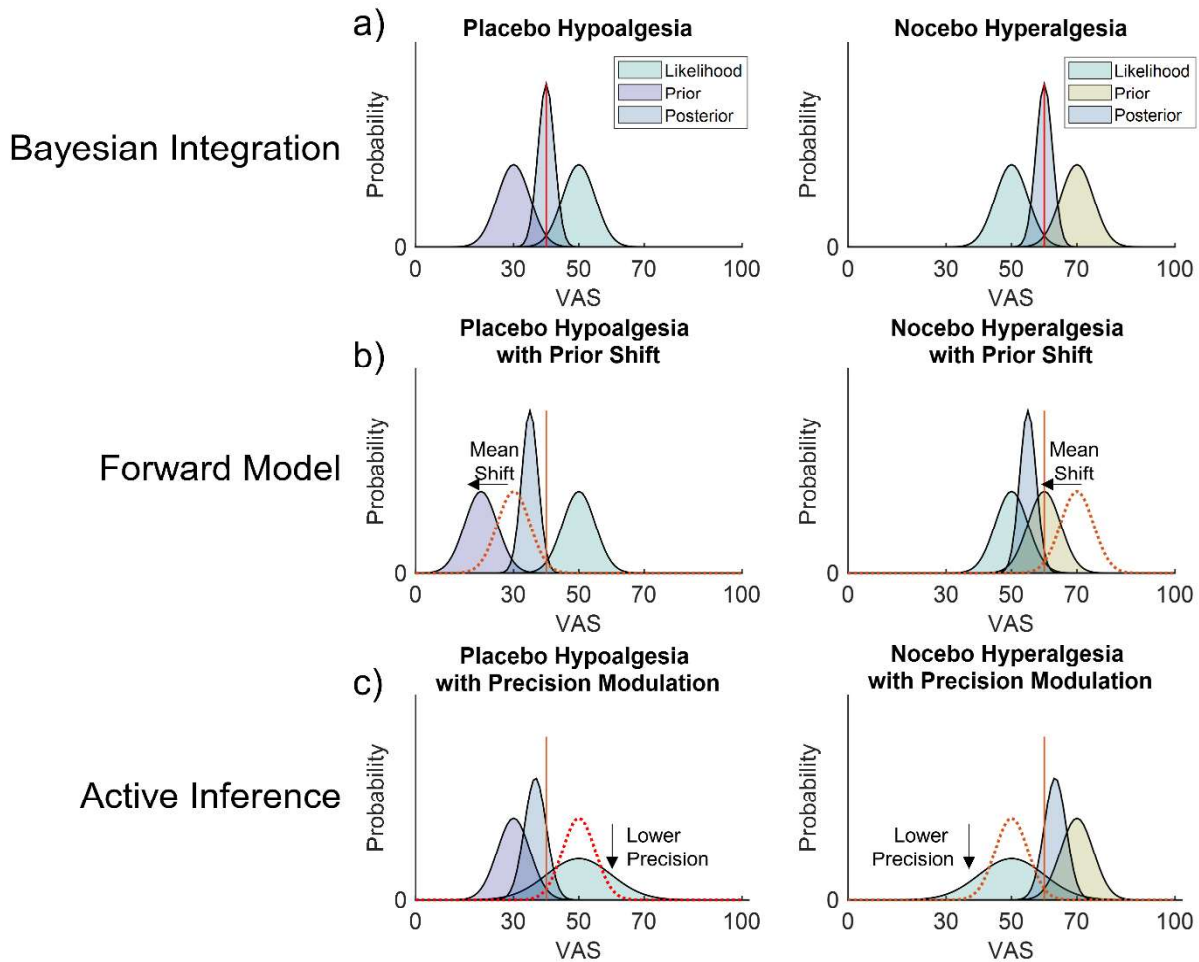 a)
Placebo Hypoalgesia
Nocebo Hyperalgesia
Bayesian Integration
Probability
Likelihood
Prior
Posterior
0
0 30 50 70 100
VAS
Probability
Likelihood
Prior
Posterior
0
0 50 70 100
VAS
b)
Placebo Hypoalgesia
with Prior Shift
Nocebo Hyperalgesia
with Prior Shift
Forward Model
Probability
Mean
Shift
0
0 30 50 70 100
VAS
Probability
Mean
Shift
0
0 50 70 100
VAS
c)
Placebo Hypoalgesia
with Precision Modulation
Nocebo Hyperalgesia
with Precision Modulation
Active Inference
Probability
Lower
Precision
0
0 30 50 70 100
VAS
Probability
Lower
Precision
0
0 50 70 100
VAS